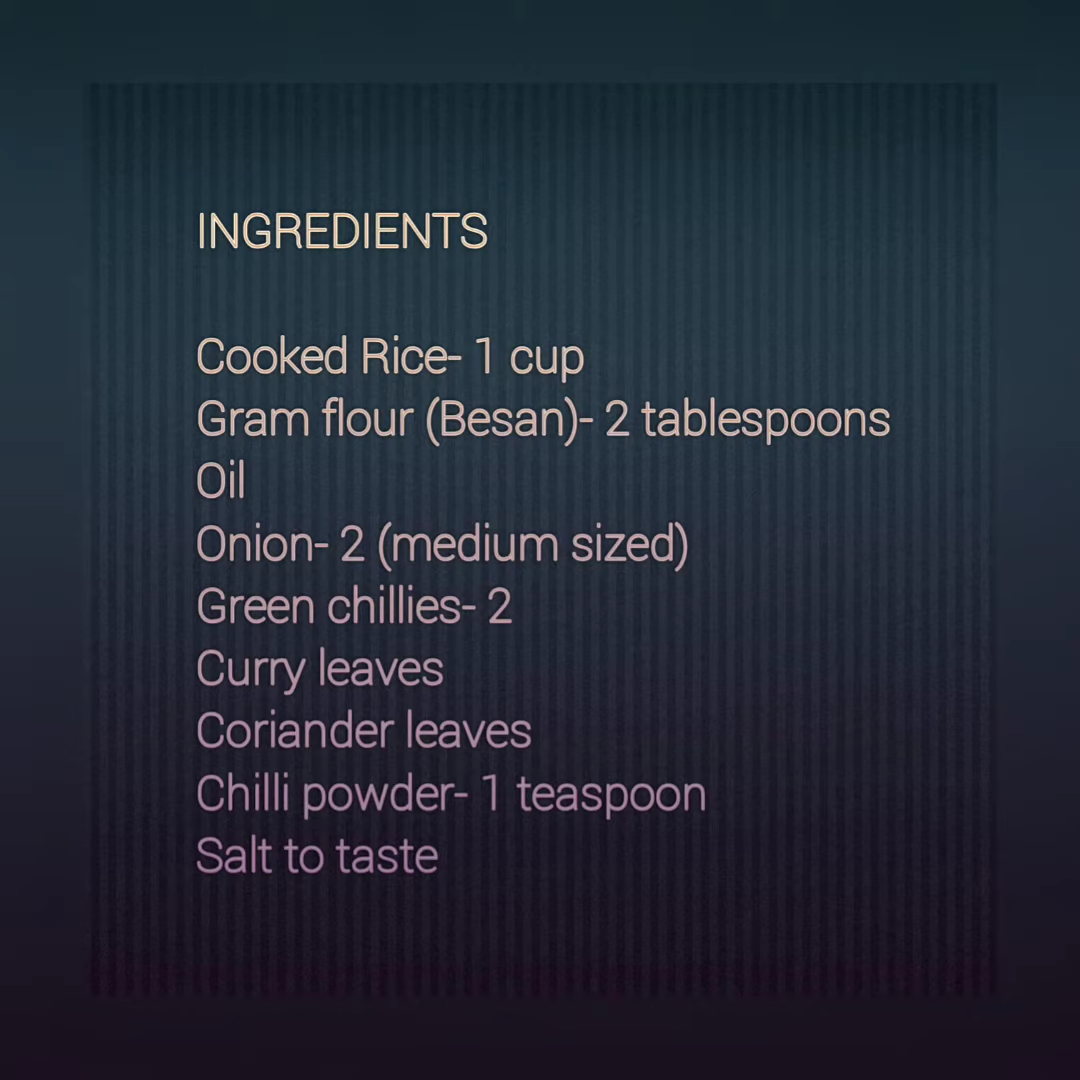 INGREDIENTS
Cooked Rice- 1 cup
Gram flour (Besan)- 2 tablespoons
Oil
Onion- 2 (medium sized)
Green chillies- 2
Curry leaves
Coriander leaves
Chilli powder- 1 teaspoon
Salt to taste